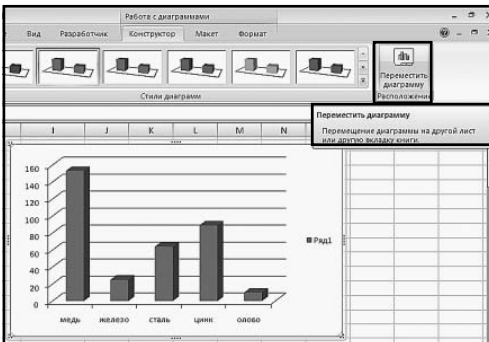 Работа с диаграммами
Вид Разработчик Конструктор Макет Формат
Переместить
диаграмму
Стили диаграмм
Расположение
Переместить диаграмму
Перемещение диаграммы на другой лист
или другую вкладку книги.
I J K L M N
160
140
120
100
80
60
40
20
0
Ряд1
медь железо сталь цинк олово